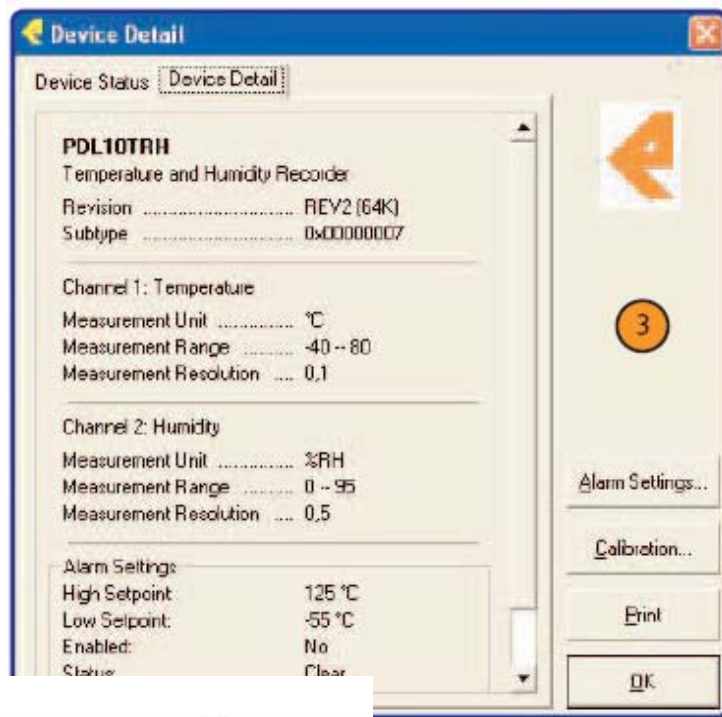 Device Detail
Device Status Device Detail
PDL10TRH
Temperature and Humidity Recorder
Revision ............................. REV2 (64K)
Subtype ............................. 0x00000007
Channel 1: Temperature
Measurement Unit .............. °C
Measurement Range ......... -40 -- 80
Measurement Resolution .... 0,1
Channel 2: Humidity
Measurement Unit .............. %RH
Measurement Range ......... 0 -- 95
Measurement Resolution .... 0,5
Alarm Settings
High Setpoint 125 °C
Low Setpoint: -55 °C
Enabled: No
Status: Clear
3
Alarm Settings...
Calibration...
Print
OK